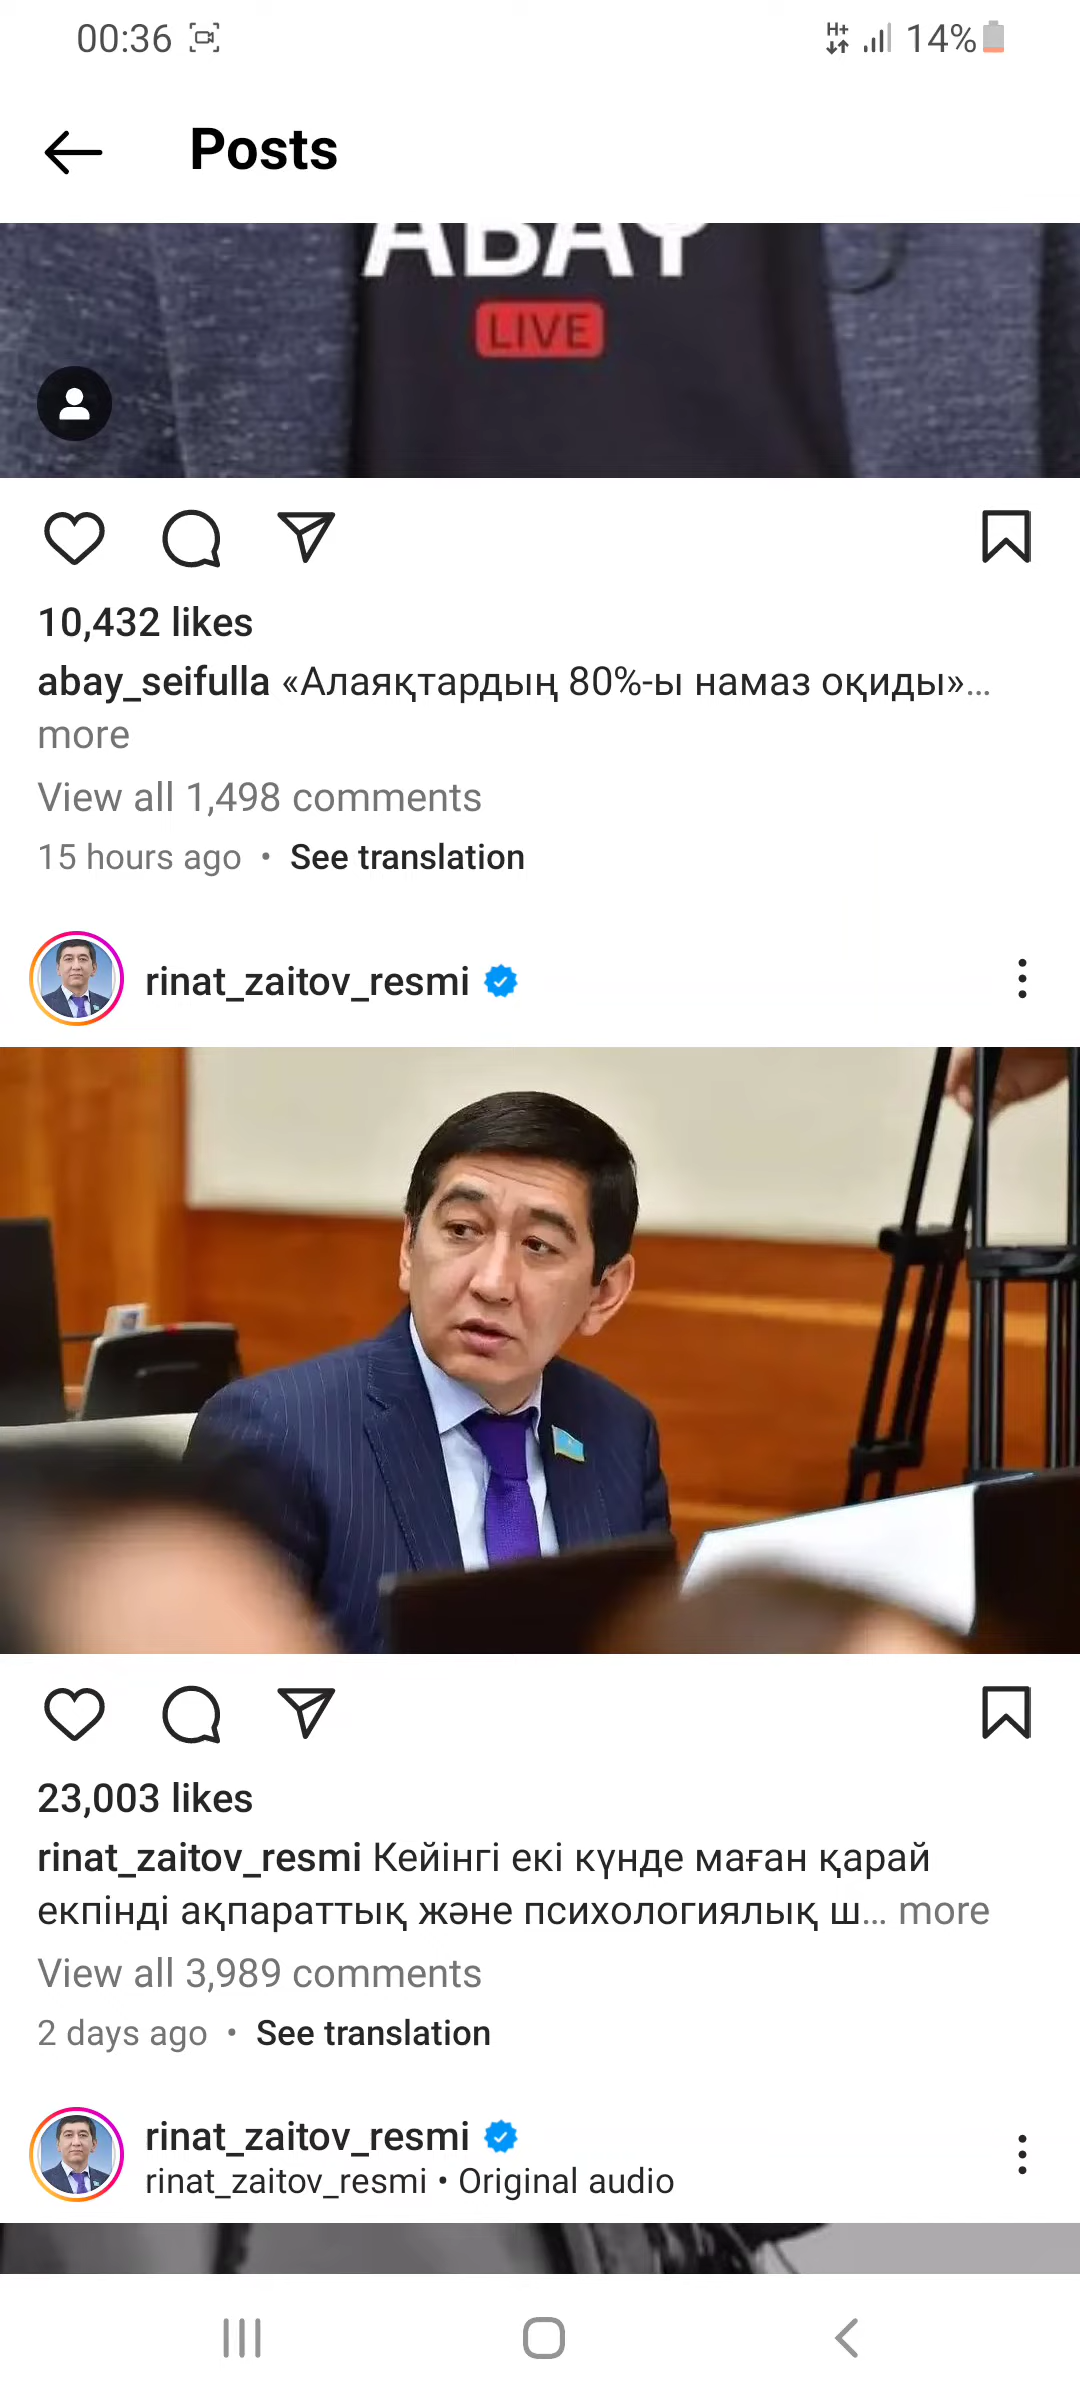 00:36
H+
14%
Posts
ABAY
LIVE
10,432 likes
abay_seifulla «Алаяқтардың 80%-ы намаз оқиды»...
more
View all 1,498 comments
15 hours ago • See translation
rinat_zaitov_resmi
23,003 likes
rinat_zaitov_resmi Кейінгі екі күнде маған қарай
екпінді ақпараттық және психологиялық ш... more
View all 3,989 comments
2 days ago • See translation
rinat_zaitov_resmi
rinat_zaitov_resmi • Original audio